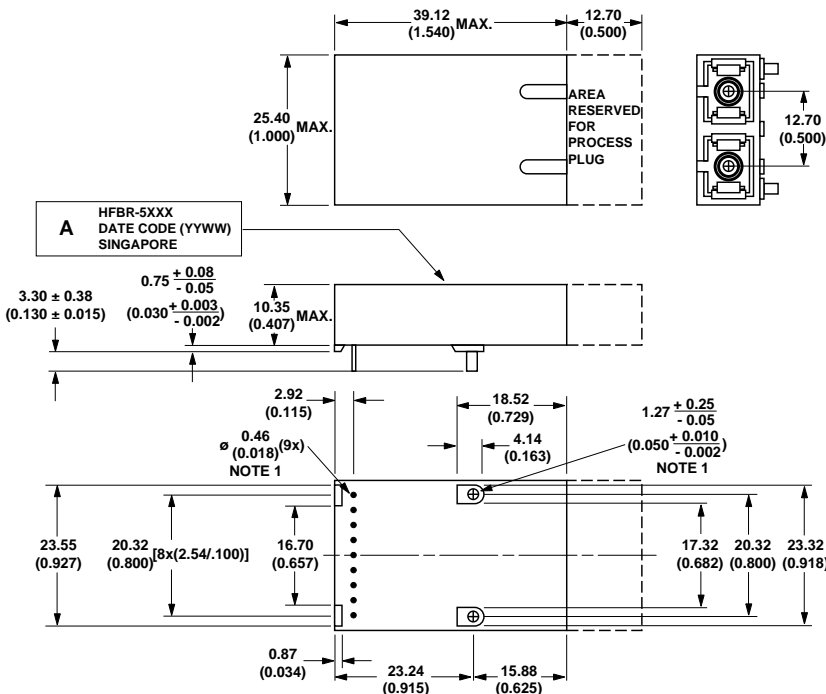 39.12
(1.540)
MAX.
12.70
(0.500)
25.40
(1.000)
MAX.
AREA
RESERVED
FOR
PROCESS
PLUG
12.70
(0.500)
A
HFBR-5XXX
DATE CODE (YYWW)
SINGAPORE
3.30 ± 0.38
(0.130 ± 0.015)
0.75 + 0.08
- 0.05
(0.030 + 0.003
- 0.002)
10.35
(0.407)
MAX.
2.92
(0.115)
18.52
(0.729)
4.14
(0.163)
1.27 + 0.25
- 0.05
(0.050 + 0.010
- 0.002)
NOTE 1
ø 0.46
(0.018) (9x)
NOTE 1
23.55
(0.927)
20.32
(0.800)
[8x(2.54/.100)]
16.70
(0.657)
17.32
(0.682)
20.32
(0.800)
23.32
(0.918)
0.87
(0.034)
23.24
(0.915)
15.88
(0.625)